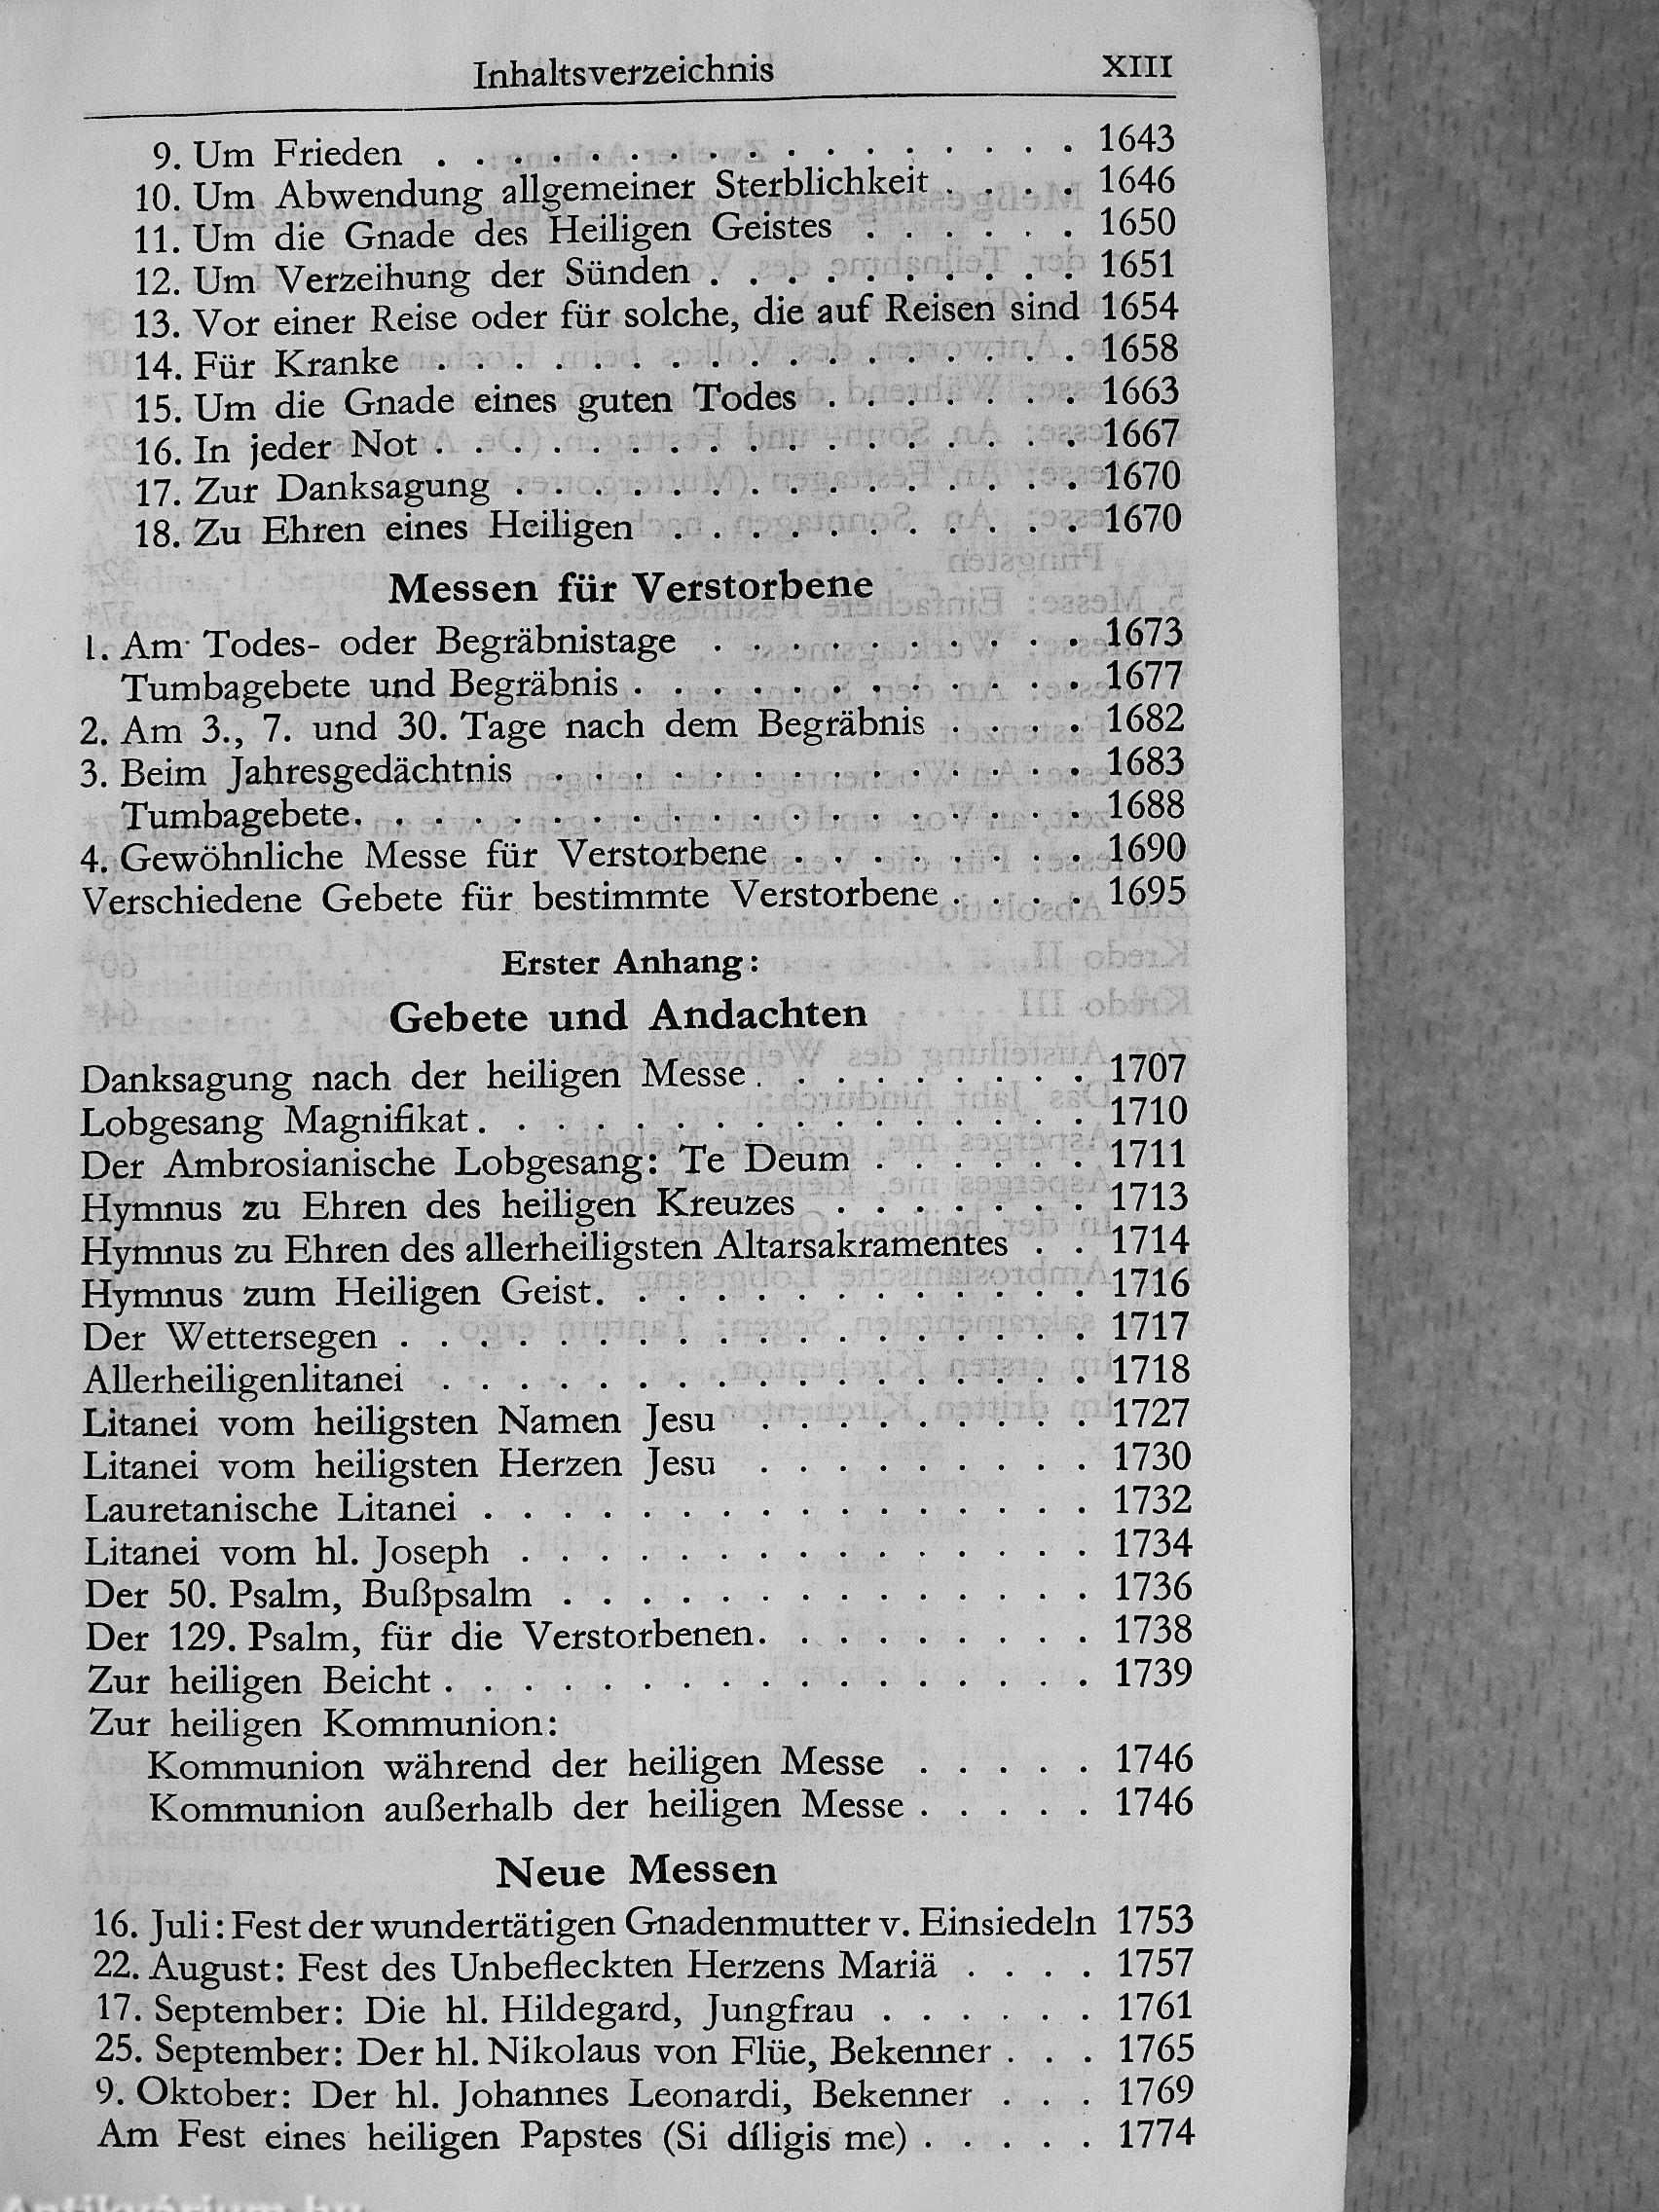 Inhaltsverzeichnis XIII
9. Um Frieden . . . . . . . . . . . . . . . . 1643
10. Um Abwendung allgemeiner Sterblichkeit . . . . 1646
11. Um die Gnade des Heiligen Geistes . . . . . . 1650
12. Um Verzeihung der Sünden . . . . . . . . . . 1651
13. Vor einer Reise oder für solche, die auf Reisen sind 1654
14. Für Kranke . . . . . . . . . . . . . . . . 1658
15. Um die Gnade eines guten Todes . . . . . . . 1663
16. In jeder Not . . . . . . . . . . . . . . . . 1667
17. Zur Danksagung . . . . . . . . . . . . . . 1670
18. Zu Ehren eines Heiligen . . . . . . . . . . 1670
Messen für Verstorbene
1. Am Todes- oder Begräbnistage . . . . . . . . . 1673
Tumbagebete und Begräbnis . . . . . . . . . . . 1677
2. Am 3., 7. und 30. Tage nach dem Begräbnis . . . . 1682
3. Beim Jahresgedächtnis . . . . . . . . . . . . . 1683
Tumbagebete. . . . . . . . . . . . . . . . . . 1688
4. Gewöhnliche Messe für Verstorbene . . . . . . . 1690
Verschiedene Gebete für bestimmte Verstorbene . . . . 1695
Erster Anhang:
Gebete und Andachten
Danksagung nach der heiligen Messe . . . . . . . . . 1707
Lobgesang Magnifikat . . . . . . . . . . . . . . . 1710
Der Ambrosianische Lobgesang: Te Deum . . . . . . 1711
Hymnus zu Ehren des heiligen Kreuzes . . . . . . . 1713
Hymnus zu Ehren des allerheiligsten Altarsakramentes . . 1714
Hymnus zum Heiligen Geist. . . . . . . . . . . . . 1716
Der Wettersegen . . . . . . . . . . . . . . . . . 1717
Allerheiligenlitanei . . . . . . . . . . . . . . . . 1718
Litanei vom heiligsten Namen Jesu . . . . . . . . . 1727
Litanei vom heiligsten Herzen Jesu . . . . . . . . . 1730
Lauretanische Litanei . . . . . . . . . . . . . . . 1732
Litanei vom hl. Joseph . . . . . . . . . . . . . . 1734
Der 50. Psalm, Bußpsalm . . . . . . . . . . . . . 1736
Der 129. Psalm, für die Verstorbenen. . . . . . . . . 1738
Zur heiligen Beicht . . . . . . . . . . . . . . . . 1739
Zur heiligen Kommunion:
Kommunion während der heiligen Messe . . . . . 1746
Kommunion außerhalb der heiligen Messe . . . . . 1746
Neue Messen
16. Juli: Fest der wundertätigen Gnadenmutter v. Einsiedeln 1753
22. August: Fest des Unbefleckten Herzens Mariä . . . . 1757
17. September: Die hl. Hildegard, Jungfrau . . . . . . 1761
25. September: Der hl. Nikolaus von Flüe, Bekenner . . . 1765
9. Oktober: Der hl. Johannes Leonardi, Bekenner . . . 1769
Am Fest eines heiligen Papstes (Si díligis me) . . . . . 1774